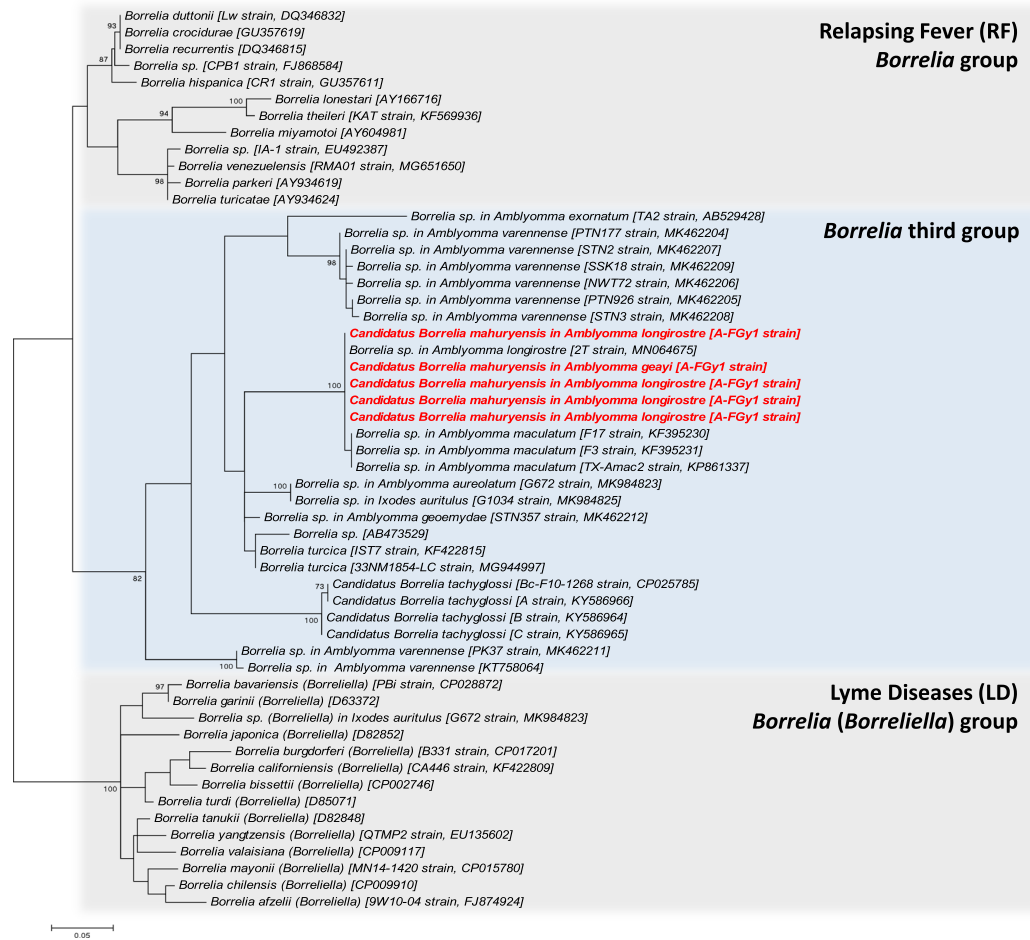 Borrelia duttonii [Lw strain, DQ346832]
93
Relapsing Fever (RF)
Borrelia crocidurae [GU357619]
Borrelia recurrentis [DQ346815]
87
Borrelia group
Borrelia sp. [CPB1 strain, FJ868584]
Borrelia hispanica [CR1 strain, GU357611]
100
Borrelia lonestari [AY166716]
94
Borrelia theileri [KAT strain, KF569936]
Borrelia miyamotoi [AY604981]
Borrelia sp. [IA-1 strain, EU492387]
Borrelia venezuelensis [RMA01 strain, MG651650]
98
Borrelia parkeri [AY934619]
Borrelia turicatae [AY934624]
Borrelia sp. in Amblyomma exornatum [TA2 strain, AB529428]
Borrelia third group
Borrelia sp. in Amblyomma varennense [PTN177 strain, MK462204]
Borrelia sp. in Amblyomma varennense [STN2 strain, MK462207]
98
Borrelia sp. in Amblyomma varennense [SSK18 strain, MK462209]
Borrelia sp. in Amblyomma varennense [NWT72 strain, MK462206]
Borrelia sp. in Amblyomma varennense [PTN926 strain, MK462205]
Borrelia sp. in Amblyomma varennense [STN3 strain, MK462208]
Candidatus Borrelia mahuryensis in Amblyomma longirostre [A-FGy1 strain]
Borrelia sp. in Amblyomma longirostre [2T strain, MN064675]
Candidatus Borrelia mahuryensis in Amblyomma geayi [A-FGy1 strain]
100
Candidatus Borrelia mahuryensis in Amblyomma longirostre [A-FGy1 strain]
Candidatus Borrelia mahuryensis in Amblyomma longirostre [A-FGy1 strain]
Candidatus Borrelia mahuryensis in Amblyomma longirostre [A-FGy1 strain]
Borrelia sp. in Amblyomma maculatum [F17 strain, KF395230]
Borrelia sp. in Amblyomma maculatum [F3 strain, KF395231]
Borrelia sp. in Amblyomma maculatum [TX-Amac2 strain, KP861337]
100
Borrelia sp. in Amblyomma aureolatum [G672 strain, MK984823]
Borrelia sp. in Ixodes auritulus [G1034 strain, MK984825]
Borrelia sp. in Amblyomma geoemydae [STN357 strain, MK462212]
Borrelia sp. [AB473529]
Borrelia turcica [IST7 strain, KF422815]
Borrelia turcica [33NM1854-LC strain, MG944997]
82
73
Candidatus Borrelia tachyglossi [Bc-F10-1268 strain, CP025785]
Candidatus Borrelia tachyglossi [A strain, KY586966]
100
Candidatus Borrelia tachyglossi [B strain, KY586964]
Candidatus Borrelia tachyglossi [C strain, KY586965]
Borrelia sp. in Amblyomma varennense [PK37 strain, MK462211]
100
Borrelia sp. in Amblyomma varennense [KT758064]
97
Borrelia bavariensis (Borreliella) [PBi strain, CP028872]
Lyme Diseases (LD)
Borrelia garinii (Borreliella) [D63372]
Borrelia sp. (Borreliella) in Ixodes auritulus [G672 strain, MK984823]
Borrelia (Borreliella) group
Borrelia japonica (Borreliella) [D82852]
Borrelia burgdorferi (Borreliella) [B331 strain, CP017201]
Borrelia californiensis (Borreliella) [CA446 strain, KF422809]
100
Borrelia bissettii (Borreliella) [CP002746]
Borrelia turdi (Borreliella) [D85071]
Borrelia tanukii (Borreliella) [D82848]
Borrelia yangtzensis (Borreliella) [QTMP2 strain, EU135602]
Borrelia valaisiana (Borreliella) [CP009117]
Borrelia mayonii (Borreliella) [MN14-1420 strain, CP015780]
Borrelia chilensis (Borreliella) [CP009910]
Borrelia afzelii (Borreliella) [9W10-04 strain, FJ874924]
0.05